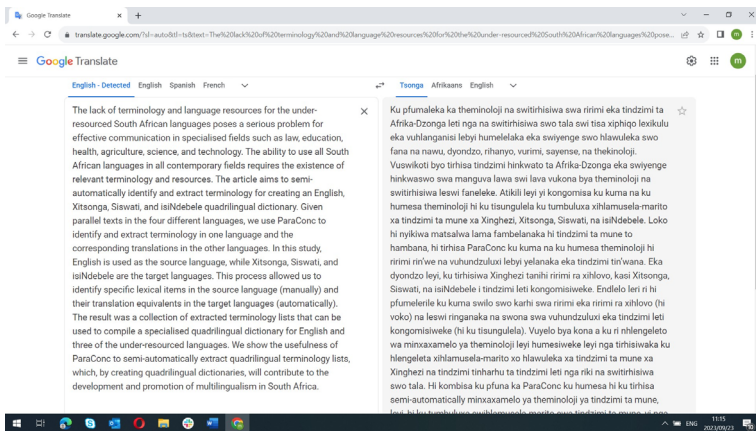 Google Translate
translate.google.com/?sl=auto&tl=ts&text=The%20lack%20of%20terminology%20and%20language%20resources%20for%20the%20under-resourced%20South%20African%20languages%20pose...
Google Translate
m
English - Detected English Spanish French
Tsonga Afrikaans English
The lack of terminology and language resources for the under-
resourced South African languages poses a serious problem for
effective communication in specialised fields such as law, education,
health, agriculture, science, and technology. The ability to use all South
African languages in all contemporary fields requires the existence of
relevant terminology and resources. The article aims to semi-
automatically identify and extract terminology for creating an English,
Xitsonga, Siswati, and isiNdebele quadrilingual dictionary. Given
parallel texts in the four different languages, we use ParaConc to
identify and extract terminology in one language and the
corresponding translations in the other languages. In this study,
English is used as the source language, while Xitsonga, Siswati, and
isiNdebele are the target languages. This process allowed us to
identify specific lexical items in the source language (manually) and
their translation equivalents in the target languages (automatically).
The result was a collection of extracted terminology lists that can be
used to compile a specialised quadrilingual dictionary for English and
three of the under-resourced languages. We show the usefulness of
ParaConc to semi-automatically extract quadrilingual terminology lists,
which, by creating quadrilingual dictionaries, will contribute to the
development and promotion of multilingualism in South Africa.
Ku pfumaleka ka theminoloji na switirhisiwa swa ririmi eka tindzimi ta
Afrika-Dzonga leti nga na switirhisiwa swo tala swi tisa xiphiqo lexikulu
eka vuhlanganisi lebyi humelelaka eka swiyenge swo hlawuleka swo
fana na nawu, dyondzo, rihanyo, vurimi, sayense, na thekinoloji.
Vuswikoti byo tirhisa tindzimi hinkwato ta Afrika-Dzonga eka swiyenge
hinkwaswo swa manguva lawa swi lava vukona bya theminoloji na
switirhisiwa leswi faneleke. Atikili leyi yi kongomisa ku kuma na ku
humesa theminoloji hi ku tisungulela ku tumbuluxa xihlamusela-marito
xa tindzimi ta mune xa Xinghezi, Xitsonga, Siswati, na isiNdebele. Loko
hi nyikiwa matsalwa lama fambelanaka hi tindzimi ta mune to
hambana, hi tirhisa ParaConc ku kuma na ku humesa theminoloji hi
ririmi rin'we na vuhundzuluxi lebyi yelanaka eka tindzimi tin'wana. Eka
dyondzo leyi, ku tirhisiwa Xinghezi tanihi ririmi ra xihlovo, kasi Xitsonga,
Siswati, na isiNdebele i tindzimi leti kongomisiweke. Endlelo leri ri hi
pfumelerile ku kuma swilo swo karhi swa ririmi eka ririmi ra xihlovo (hi
voko) na leswi ringanaka na swona swa vuhundzuluxi eka tindzimi leti
kongomisiweke (hi ku tisungulela). Vuyelo bya kona a ku ri nhlengeleto
wa minxaxamelo ya theminoloji leyi humesiweke leyi nga tirhisiwaka ku
hlengeleta xihlamusela-marito xo hlawuleka xa tindzimi ta mune xa
Xinghezi na tindzimi tinharhu ta tindzimi leti nga riki na switirhisiwa
swo tala. Hi kombisa ku pfuna ka ParaConc ku humesa hi ku tirhisa
semi-automatically minxaxamelo ya theminoloji ya tindzimi ta mune,
ENG
11:15
2023/09/23